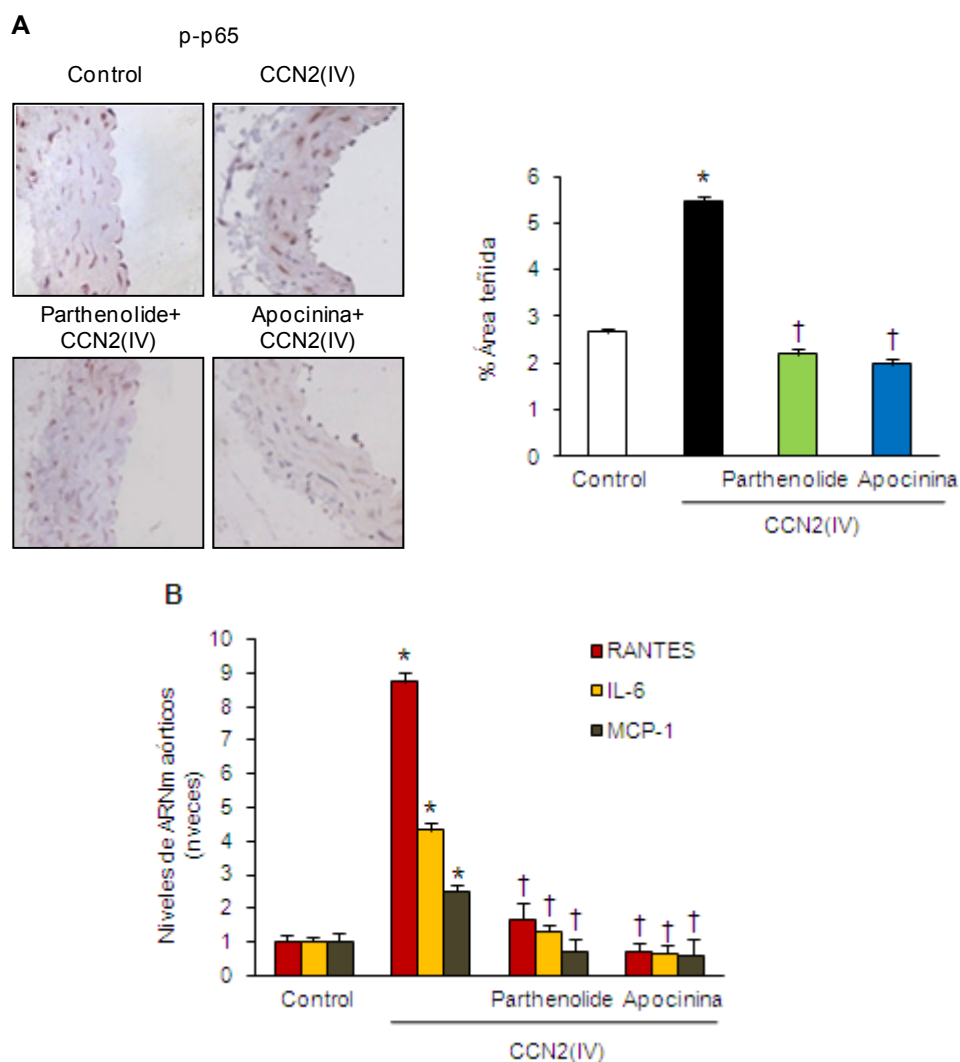 A
p-p65
Control CCN2(IV)
Parthenolide+
CCN2(IV)
Apocinina+
CCN2(IV)
% Área teñida
6
5
4
3
2
1
0
*
†
†
Control Parthenolide Apocinina
CCN2(IV)
B
Niveles de ARNm aórticos
(nveces)
10
9
8
7
6
5
4
3
2
1
0
*
*
*
† † †
† † †
RANTES
IL-6
MCP-1
Control Parthenolide Apocinina
CCN2(IV)